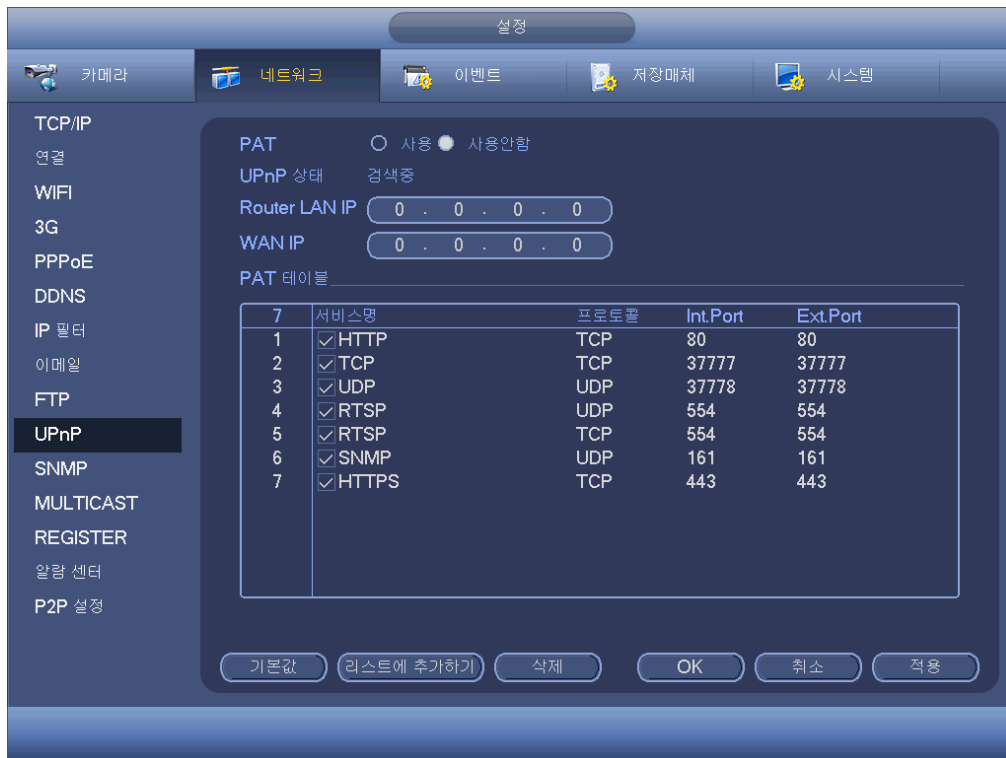 설정
카메라 네트워크 이벤트 저장매체 시스템
TCP/IP
연결
WIFI
3G
PPPoE
DDNS
IP 필터
이메일
FTP
UPnP
SNMP
MULTICAST
REGISTER
알람 센터
P2P 설정
PAT 사용 사용안함
UPnP 상태 검색중
Router LAN IP 0 . 0 . 0 . 0
WAN IP 0 . 0 . 0 . 0
PAT 테이블
7 서비스명 프로토콜 Int.Port Ext.Port
1 HTTP TCP 80 80
2 TCP TCP 37777 37777
3 UDP UDP 37778 37778
4 RTSP UDP 554 554
5 RTSP TCP 554 554
6 SNMP UDP 161 161
7 HTTPS TCP 443 443
기본값 리스트에 추가하기 삭제 OK 취소 적용